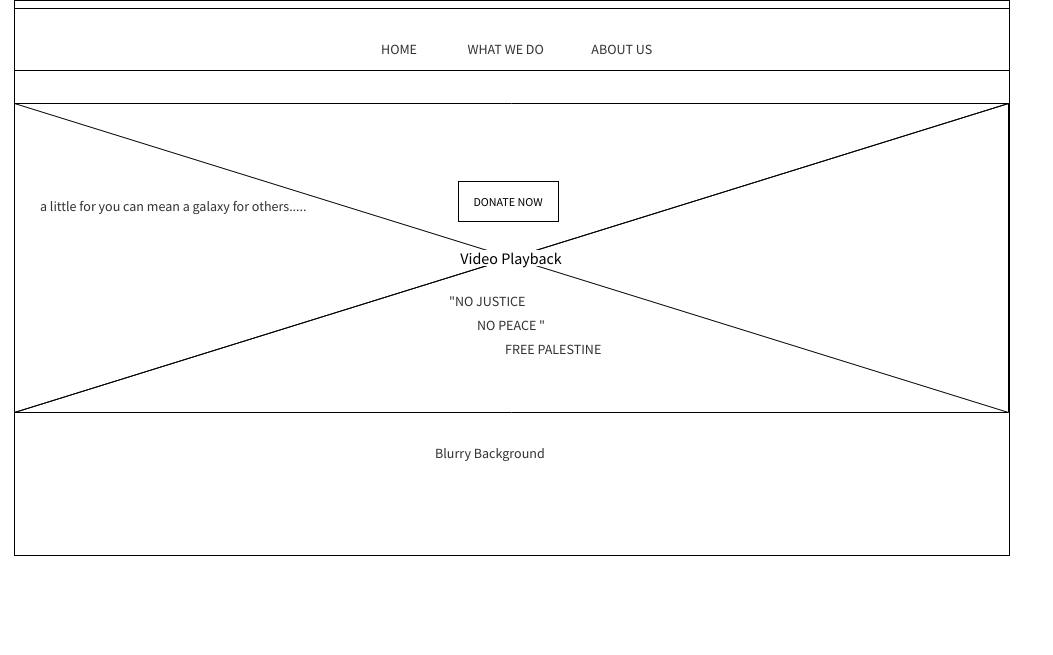 HOME WHAT WE DO ABOUT US
DONATE NOW
a little for you can mean a galaxy for others.....
Video Playback
"NO JUSTICE
NO PEACE "
FREE PALESTINE
Blurry Background